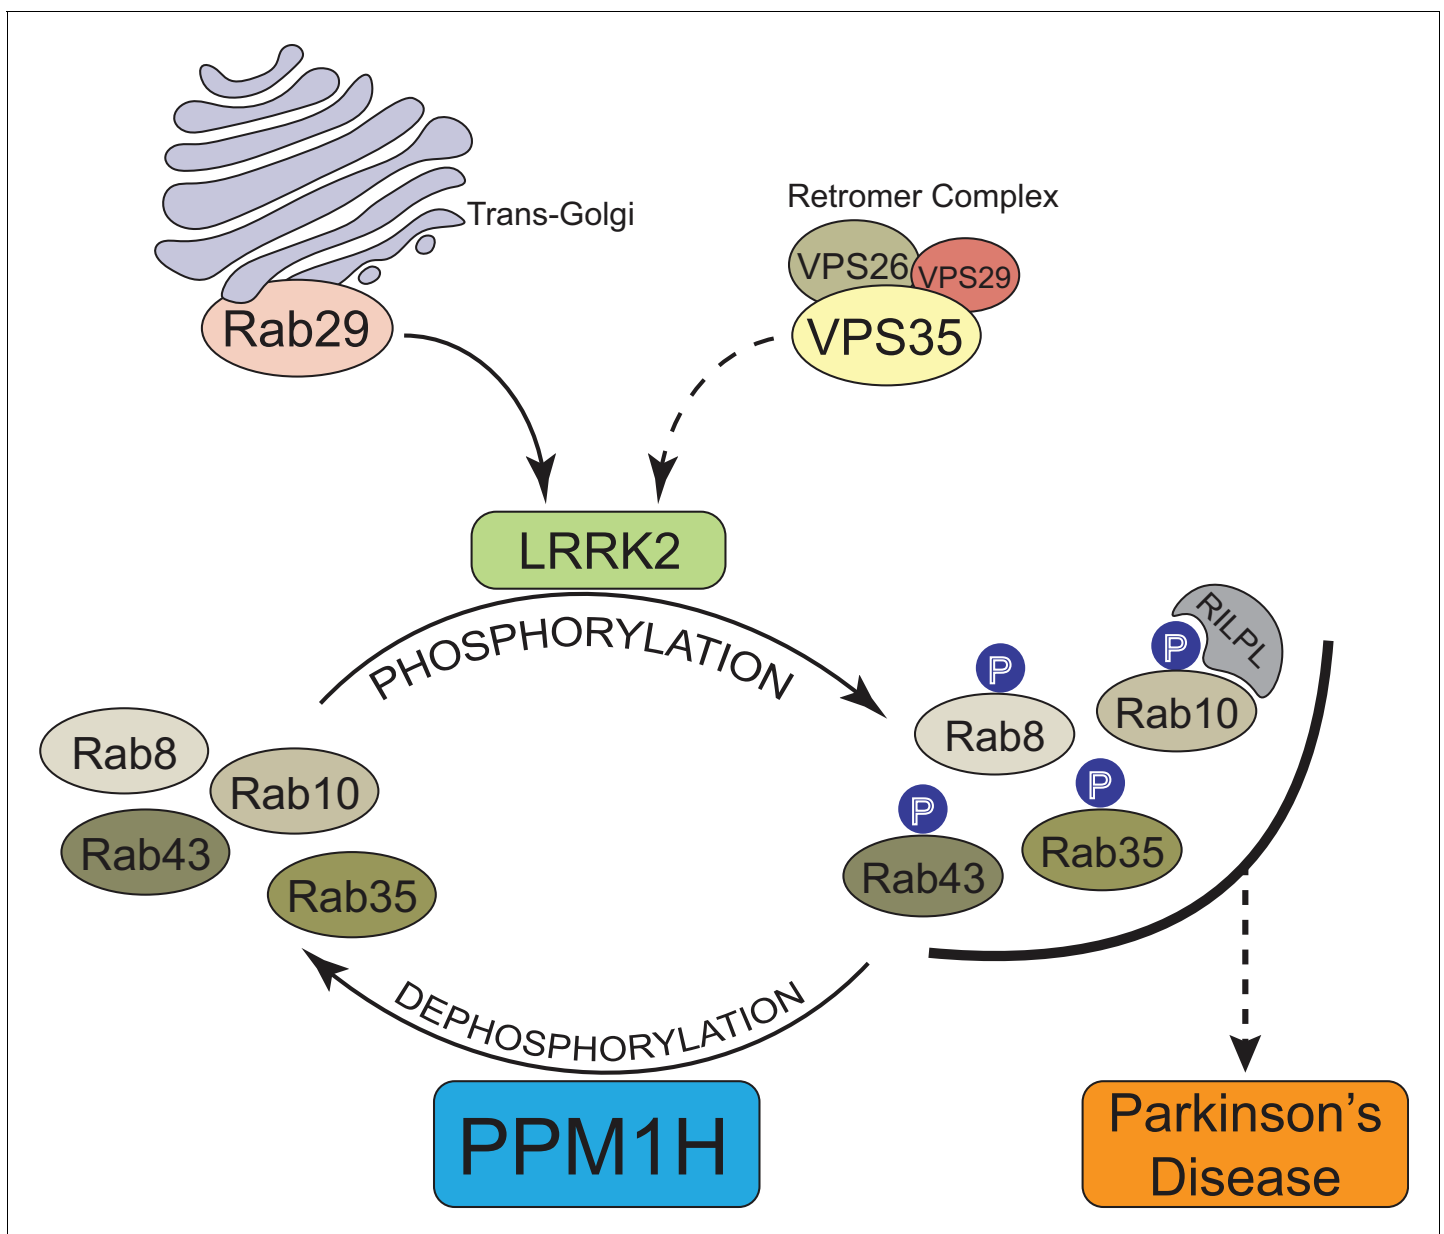 Trans-Golgi
Rab29
Retromer Complex
VPS26
VPS29
VPS35
LRRK2
PHOSPHORYLATION
Rab8
Rab10
Rab43
Rab35
P
Rab8
P
RILPL
Rab10
P
Rab43
P
Rab35
DEPHOSPHORYLATION
PPM1H
Parkinson’s
Disease